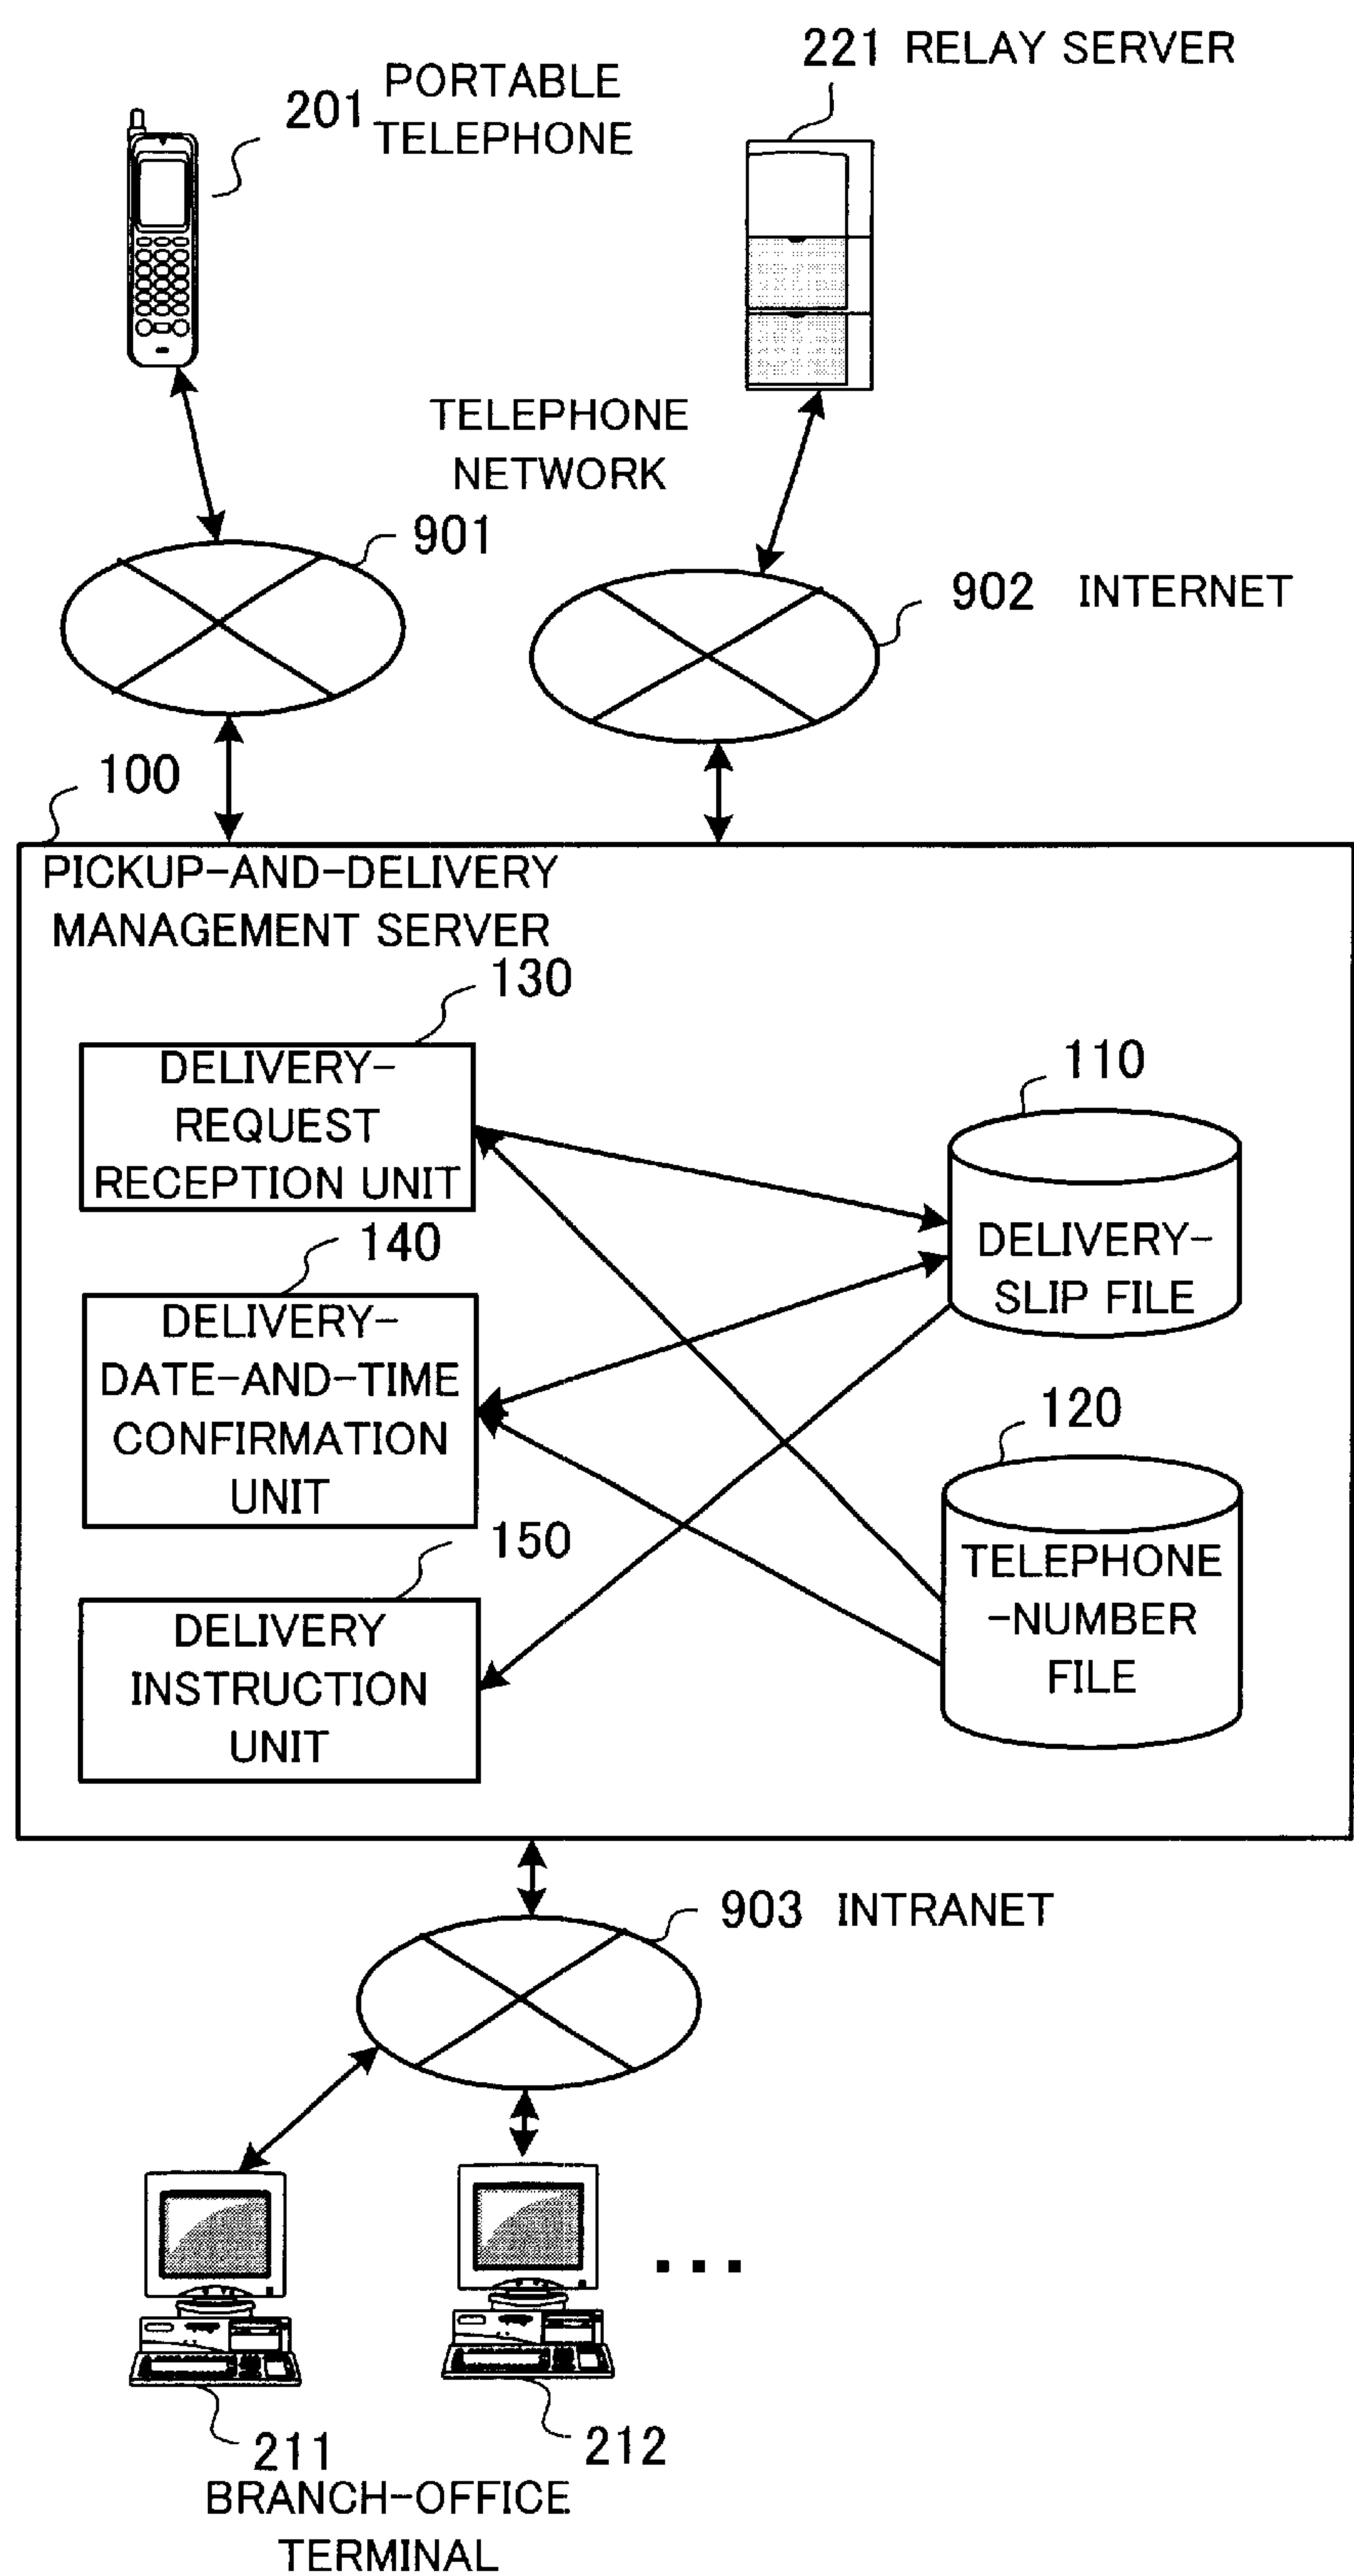 221 RELAY SERVER
201 PORTABLE
TELEPHONE
TELEPHONE
NETWORK
901
902 INTERNET
100
PICKUP-AND-DELIVERY
MANAGEMENT SERVER
130
DELIVERY-
REQUEST
RECEPTION UNIT
110
DELIVERY-
SLIP FILE
140
DELIVERY-
DATE-AND-TIME
CONFIRMATION
UNIT
120
TELEPHONE
-NUMBER
FILE
150
DELIVERY
INSTRUCTION
UNIT
903 INTRANET
...
211
212
BRANCH-OFFICE
TERMINAL